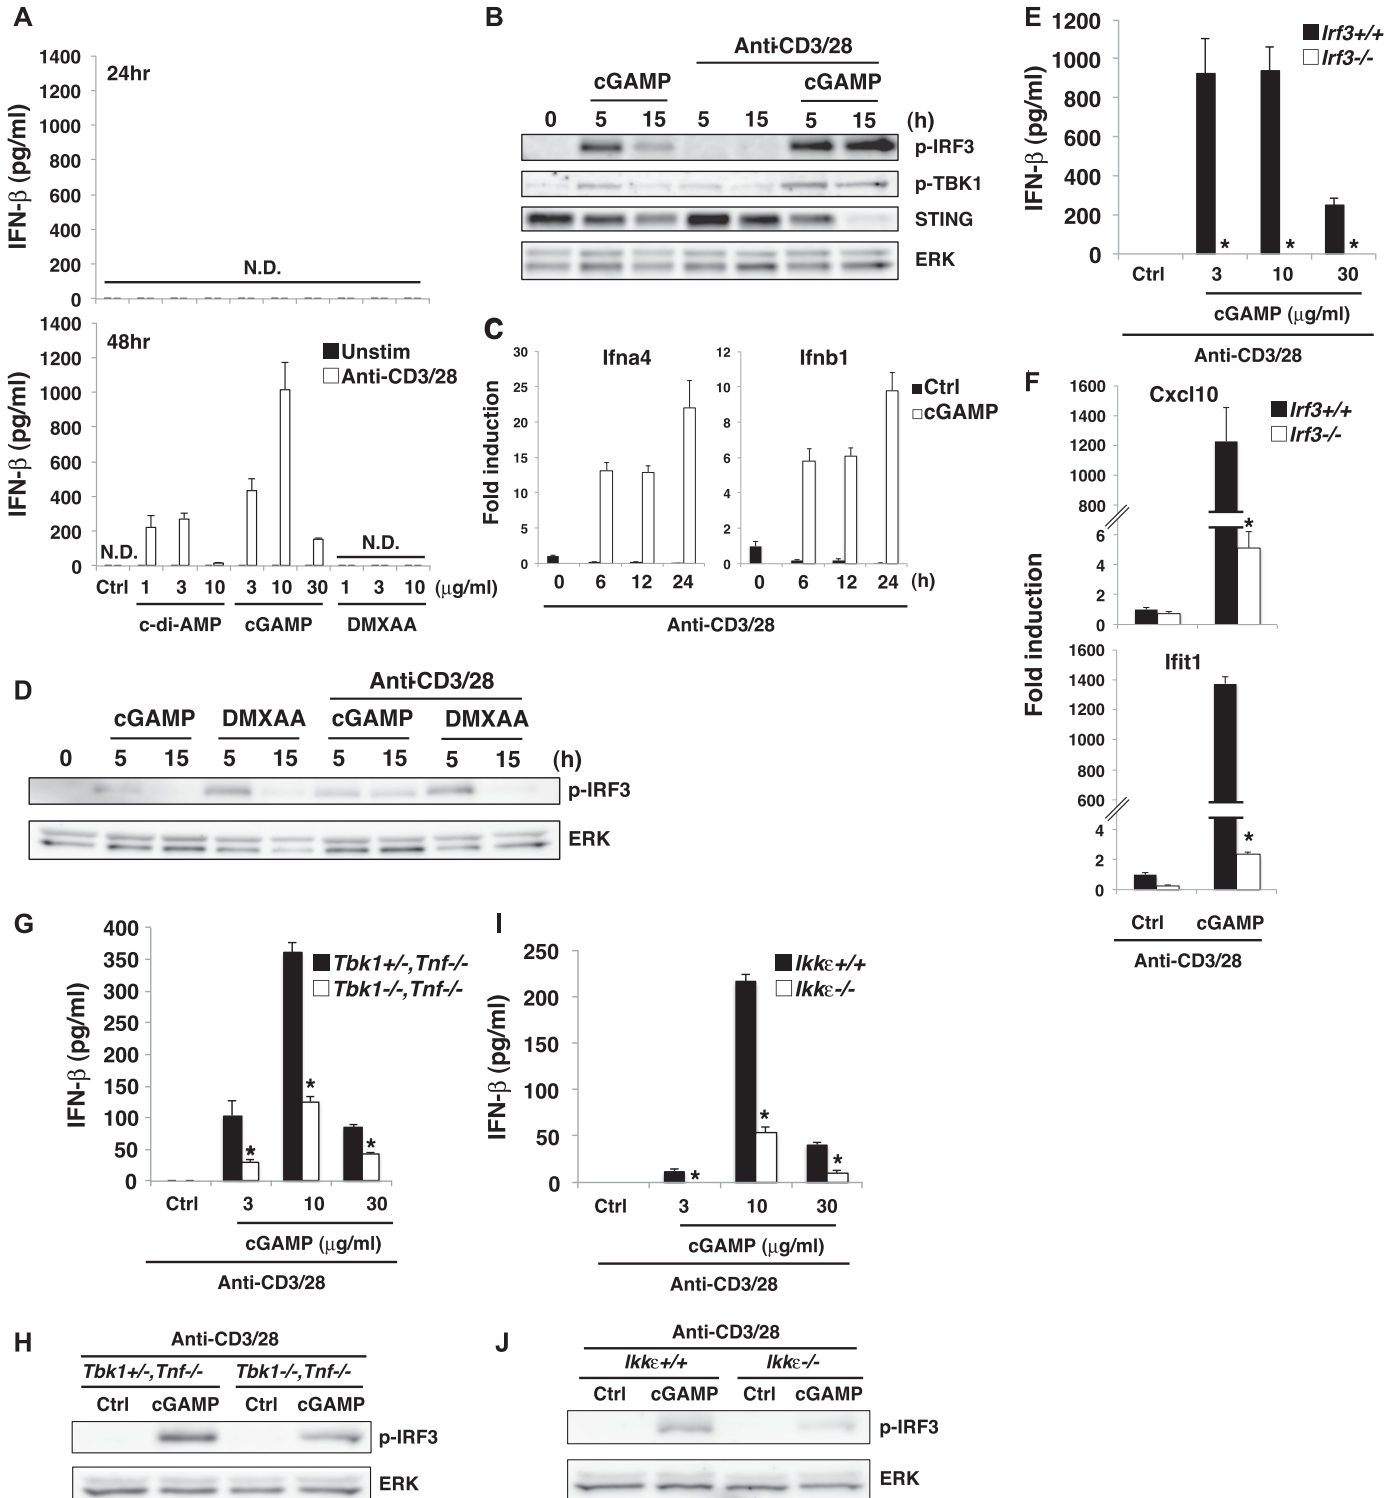 A
1400
1200
1000
800
600
400
200
0
IFN-β (pg/ml)
24hr
N.D.
1400
1200
1000
800
600
400
200
0
IFN-β (pg/ml)
48hr
Unstim
Anti-CD3/28
N.D.
N.D.
Ctrl 1 3 10 3 10 30 1 3 10 (μg/ml)
c-di-AMP cGAMP DMXAA
B
Anti-CD3/28
cGAMP cGAMP
0 5 15 5 15 5 15 (h)
p-IRF3
p-TBK1
STING
ERK
C
Ifna4 Ifnb1
Fold induction
30
25
20
15
10
5
0
12
10
8
6
4
2
0
Ctrl
cGAMP
0 6 12 24 0 6 12 24 (h)
Anti-CD3/28
D
Anti-CD3/28
cGAMP DMXAA cGAMP DMXAA
0 5 15 5 15 5 15 5 15 (h)
p-IRF3
ERK
E
1200
1000
800
600
400
200
0
IFN-β (pg/ml)
Irf3+/+
Irf3-/-
* * *
Ctrl 3 10 30
cGAMP (μg/ml)
Anti-CD3/28
F
Cxcl10
Irf3+/+
Irf3-/-
1600
1400
1200
1000
800
6
4
2
0
*
Fold induction
Ifit1
1600
1400
1200
1000
800
600
4
2
0
*
Ctrl cGAMP
Anti-CD3/28
G
400
350
300
250
200
150
100
50
0
IFN-β (pg/ml)
Tbk1+/-,Tnf-/-
Tbk1-/-,Tnf-/-
* * *
Ctrl 3 10 30
cGAMP (μg/ml)
Anti-CD3/28
I
250
200
150
100
50
0
IFN-β (pg/ml)
Ikkε+/+
Ikkε-/-
* * *
Ctrl 3 10 30
cGAMP (μg/ml)
Anti-CD3/28
H
Anti-CD3/28
Tbk1+/-,Tnf-/- Tbk1-/-,Tnf-/-
Ctrl cGAMP Ctrl cGAMP
p-IRF3
ERK
J
Anti-CD3/28
Ikkε+/+ Ikkε-/-
Ctrl cGAMP Ctrl cGAMP
p-IRF3
ERK